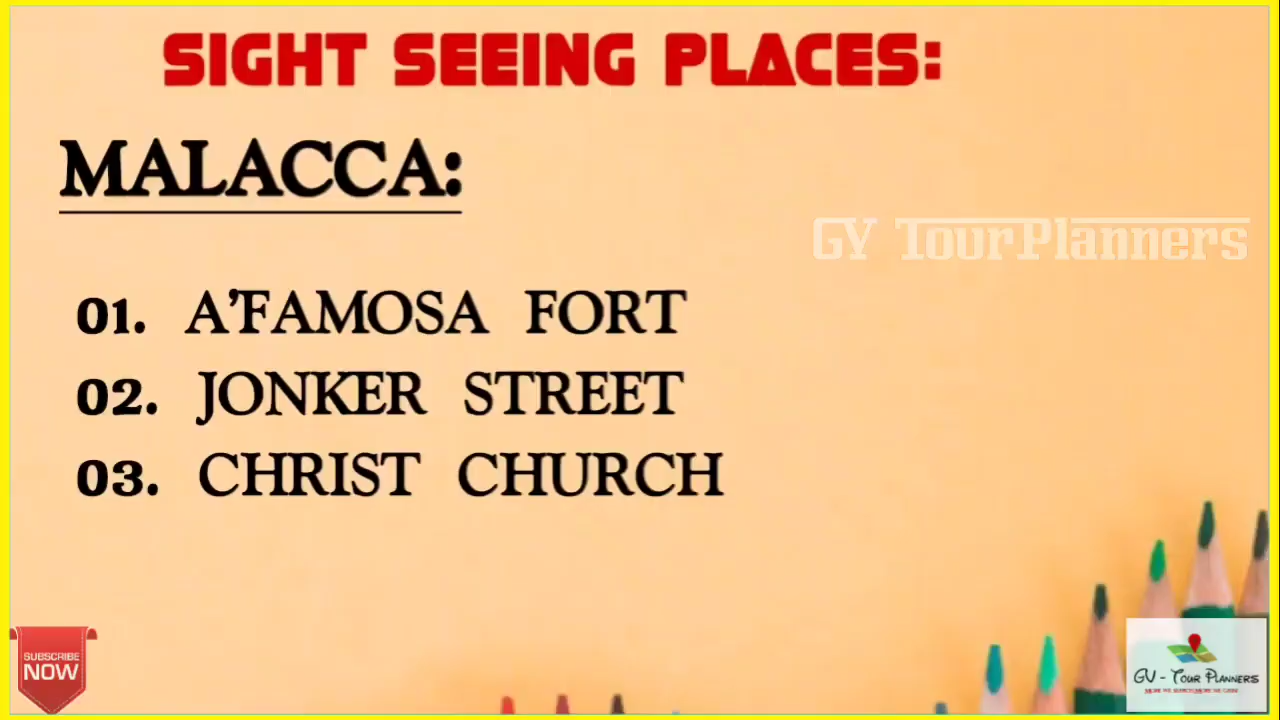 SIGHT SEEING PLACES:
MALACCA:
GV TourPlanners
01. A'FAMOSA FORT
02. JONKER STREET
03. CHRIST CHURCH
SUBSCRIBE
NOW
GV - TOUR PLANNERS